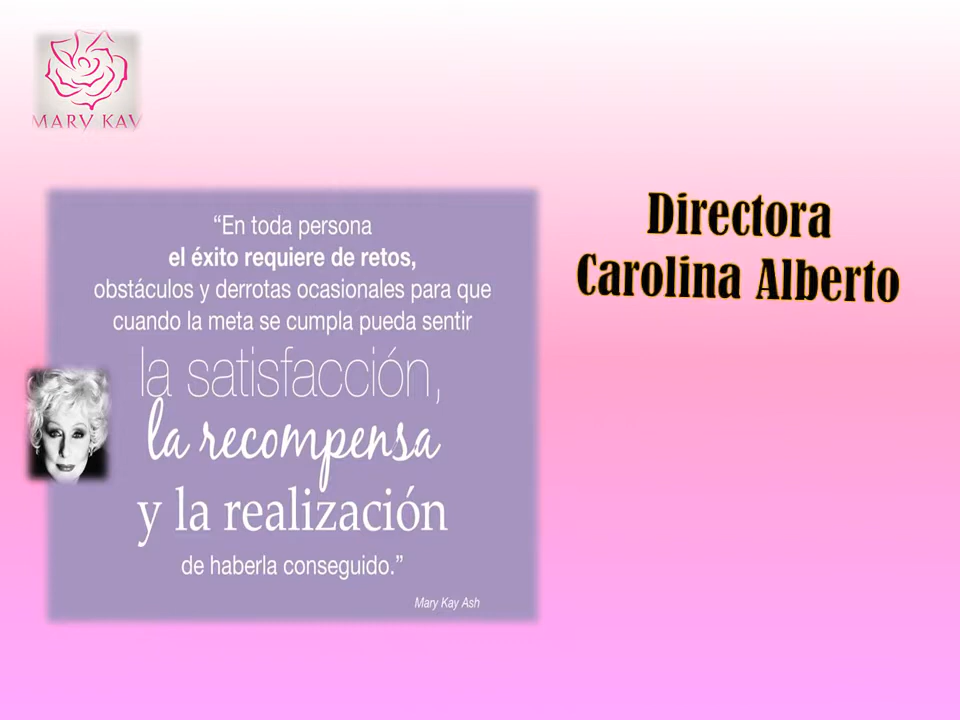 MARY KAY
“En toda persona
el éxito requiere de retos,
obstáculos y derrotas ocasionales para que
cuando la meta se cumpla pueda sentir
la satisfacción,
la recompensa
y la realización
de haberla conseguido.”
Mary Kay Ash
Directora
Carolina Alberto